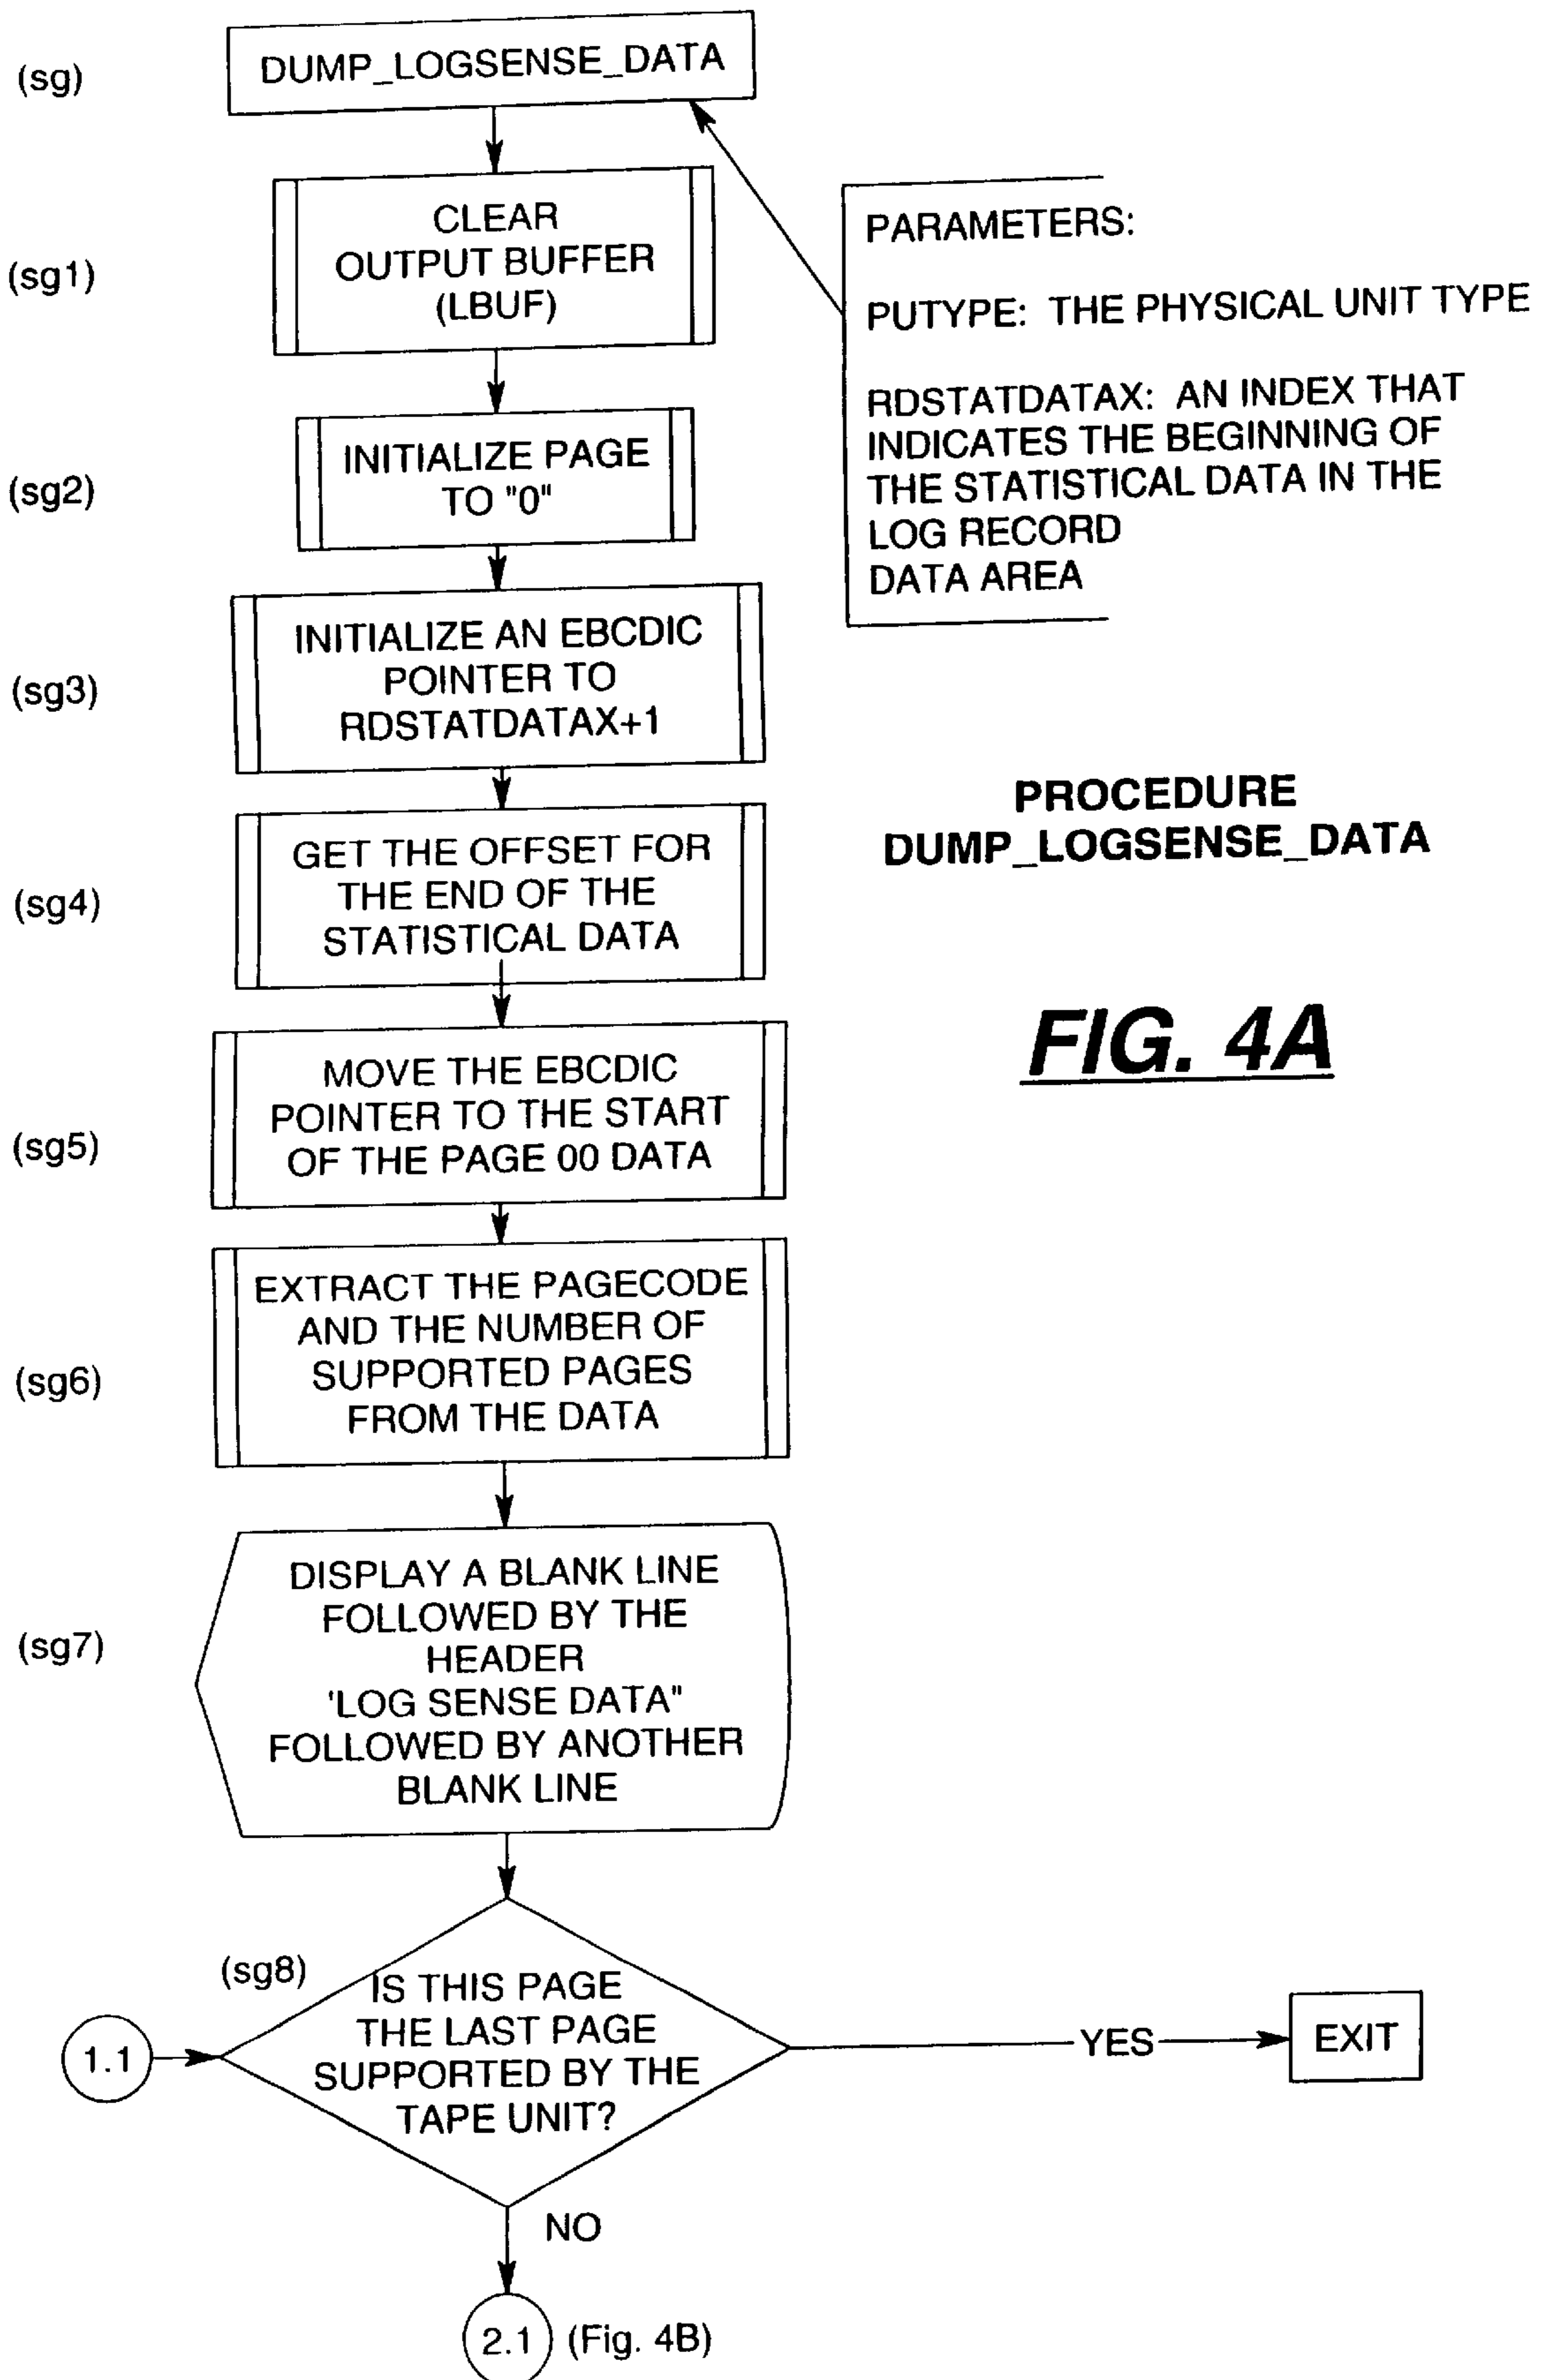 (sg)
DUMP_LOGSENSE_DATA
(sg1)
CLEAR
OUTPUT BUFFER
(LBUF)
PARAMETERS:
PUTYPE: THE PHYSICAL UNIT TYPE
RDSTATDATAX: AN INDEX THAT
INDICATES THE BEGINNING OF
THE STATISTICAL DATA IN THE
LOG RECORD
DATA AREA
(sg2)
INITIALIZE PAGE
TO "0"
(sg3)
INITIALIZE AN EBCDIC
POINTER TO
RDSTATDATAX+1
PROCEDURE
DUMP_LOGSENSE_DATA
(sg4)
GET THE OFFSET FOR
THE END OF THE
STATISTICAL DATA
FIG. 4A
(sg5)
MOVE THE EBCDIC
POINTER TO THE START
OF THE PAGE 00 DATA
(sg6)
EXTRACT THE PAGECODE
AND THE NUMBER OF
SUPPORTED PAGES
FROM THE DATA
(sg7)
DISPLAY A BLANK LINE
FOLLOWED BY THE
HEADER
'LOG SENSE DATA"
FOLLOWED BY ANOTHER
BLANK LINE
(sg8)
IS THIS PAGE
THE LAST PAGE
SUPPORTED BY THE
TAPE UNIT?
1.1
YES
EXIT
NO
2.1 (Fig. 4B)